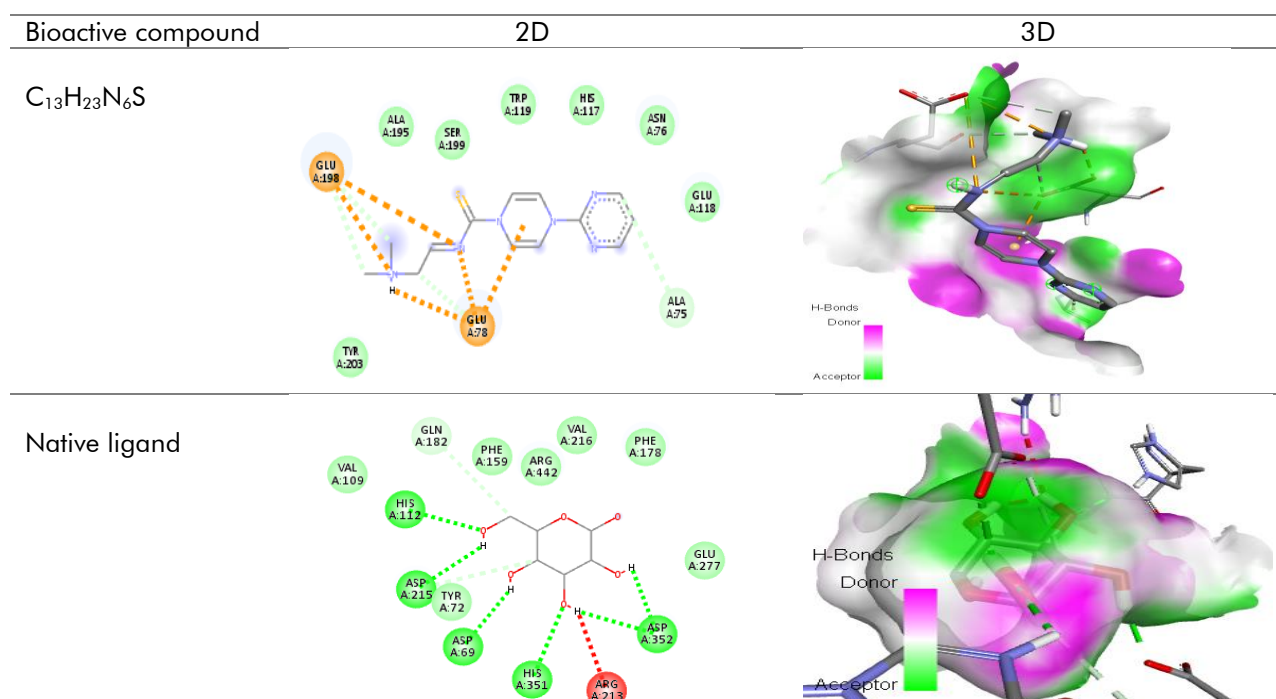 Bioactive compound 2D 3D
C₁₃H₂₃N₆S
TRP A:119
HIS A:117
ALA A:195
SER A:199
ASN A:76
GLU A:198
GLU A:118
N
N
N
N
N
N
H
ALA A:75
GLU A:78
TYR A:203
H-Bonds
Donor
Acceptor
Native ligand
GLN A:182
PHE A:159
ARG A:442
VAL A:216
PHE A:178
VAL A:109
HIS A:112
O
H
O
O
GLU A:277
ASP A:215
TYR A:72
O
H
O
H
O
H
ASP A:69
ASP A:352
HIS A:351
ARG A:213
H-Bonds
Donor
Acceptor